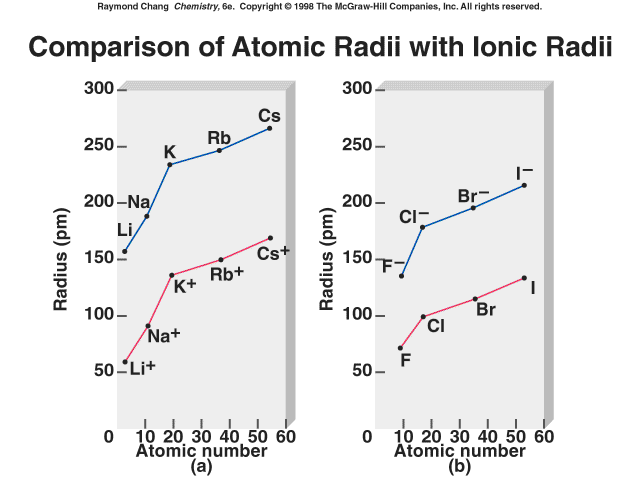 Raymond Chang Chemistry, 6e. Copyright © 1998 The McGraw-Hill Companies, Inc. All rights reserved.
Comparison of Atomic Radii with Ionic Radii
Radius (pm)
300
250
200
150
100
50
0
Li
Na
K
Rb
Cs
Li+
Na+
K+
Rb+
Cs+
10 20 30 40 50 60
Atomic number
(a)
Radius (pm)
300
250
200
150
100
50
0
F−
Cl−
Br−
I−
F
Cl
Br
I
10 20 30 40 50 60
Atomic number
(b)